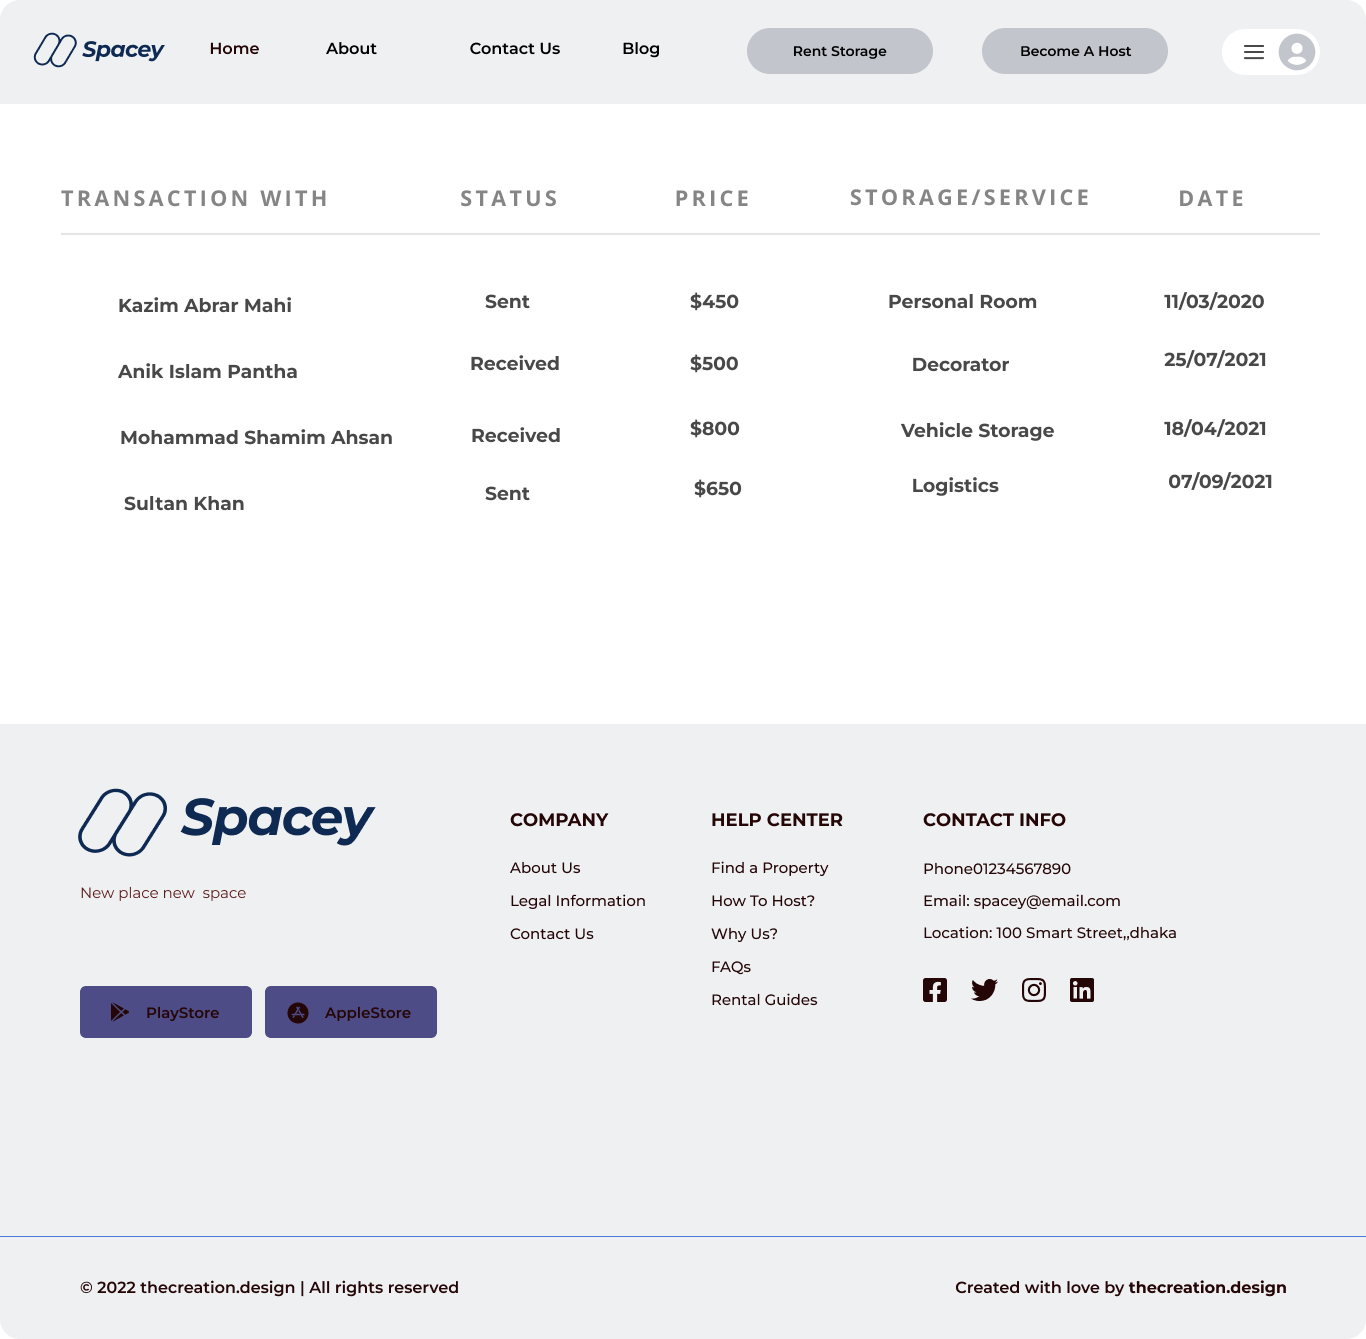 Spacey Home About Contact Us Blog Rent Storage Become A Host
TRANSACTION WITH STATUS PRICE STORAGE/SERVICE DATE
Kazim Abrar Mahi Sent $450 Personal Room 11/03/2020
Anik Islam Pantha Received $500 Decorator 25/07/2021
Mohammad Shamim Ahsan Received $800 Vehicle Storage 18/04/2021
Sultan Khan Sent $650 Logistics 07/09/2021
Spacey
New place new  space
PlayStore AppleStore
COMPANY
About Us
Legal Information
Contact Us
HELP CENTER
Find a Property
How To Host?
Why Us?
FAQs
Rental Guides
CONTACT INFO
Phone01234567890
Email: spacey@email.com
Location: 100 Smart Street,,dhaka
© 2022 thecreation.design | All rights reserved
Created with love by thecreation.design